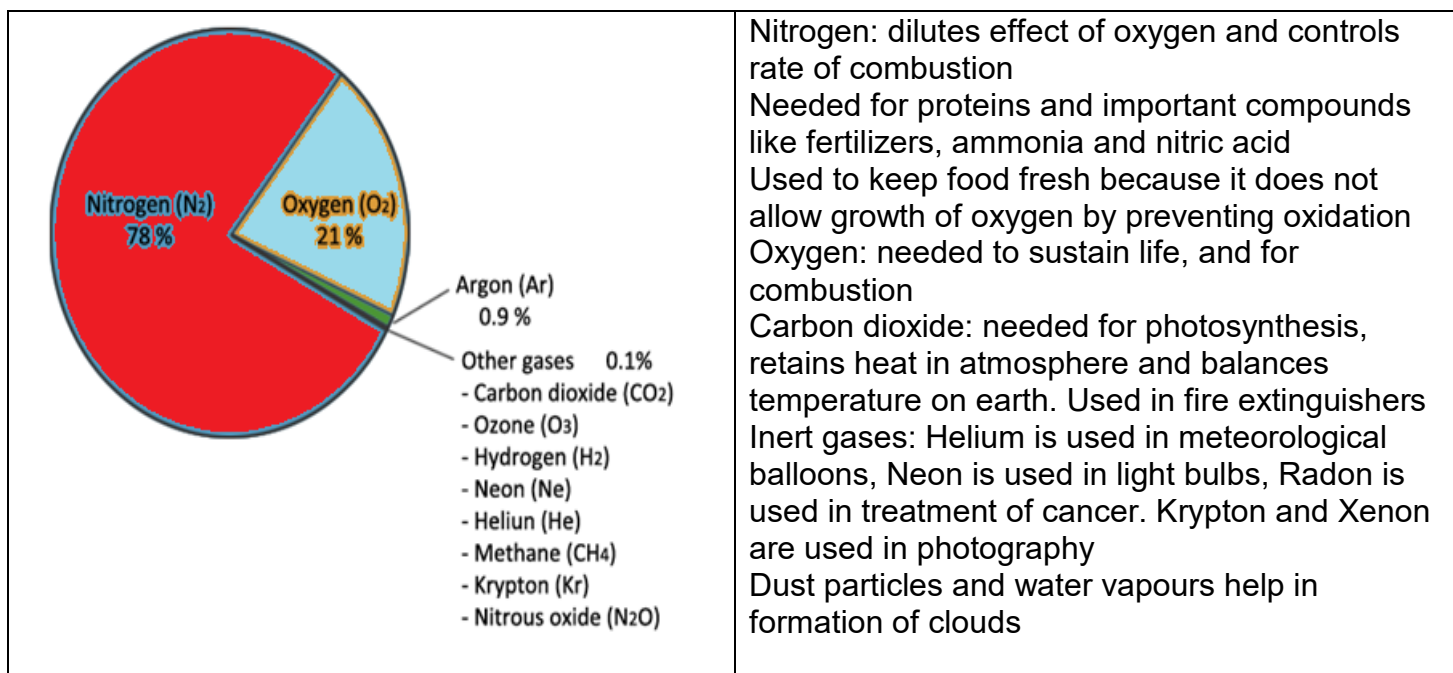 Nitrogen (N2)
78 %
Oxygen (O2)
21 %
Argon (Ar)
0.9 %
Other gases 0.1%
- Carbon dioxide (CO2)
- Ozone (O3)
- Hydrogen (H2)
- Neon (Ne)
- Heliun (He)
- Methane (CH4)
- Krypton (Kr)
- Nitrous oxide (N2O)
Nitrogen: dilutes effect of oxygen and controls
rate of combustion
Needed for proteins and important compounds
like fertilizers, ammonia and nitric acid
Used to keep food fresh because it does not
allow growth of oxygen by preventing oxidation
Oxygen: needed to sustain life, and for
combustion
Carbon dioxide: needed for photosynthesis,
retains heat in atmosphere and balances
temperature on earth. Used in fire extinguishers
Inert gases: Helium is used in meteorological
balloons, Neon is used in light bulbs, Radon is
used in treatment of cancer. Krypton and Xenon
are used in photography
Dust particles and water vapours help in
formation of clouds